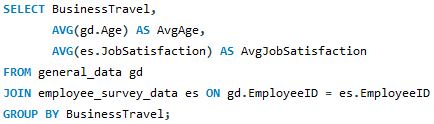 SELECT BusinessTravel,
       AVG(gd.Age) AS AvgAge,
       AVG(es.JobSatisfaction) AS AvgJobSatisfaction
FROM general_data gd
JOIN employee_survey_data es ON gd.EmployeeID = es.EmployeeID
GROUP BY BusinessTravel;